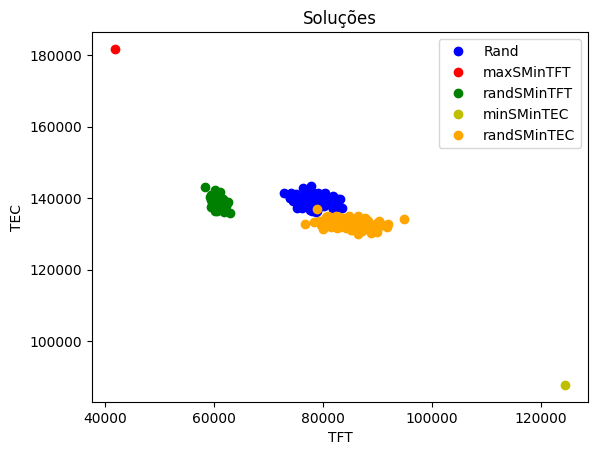 Soluções
180000
160000
140000
120000
100000
TEC
40000
60000
80000
100000
120000
TFT
Rand
maxSMinTFT
randSMinTFT
minSMinTEC
randSMinTEC